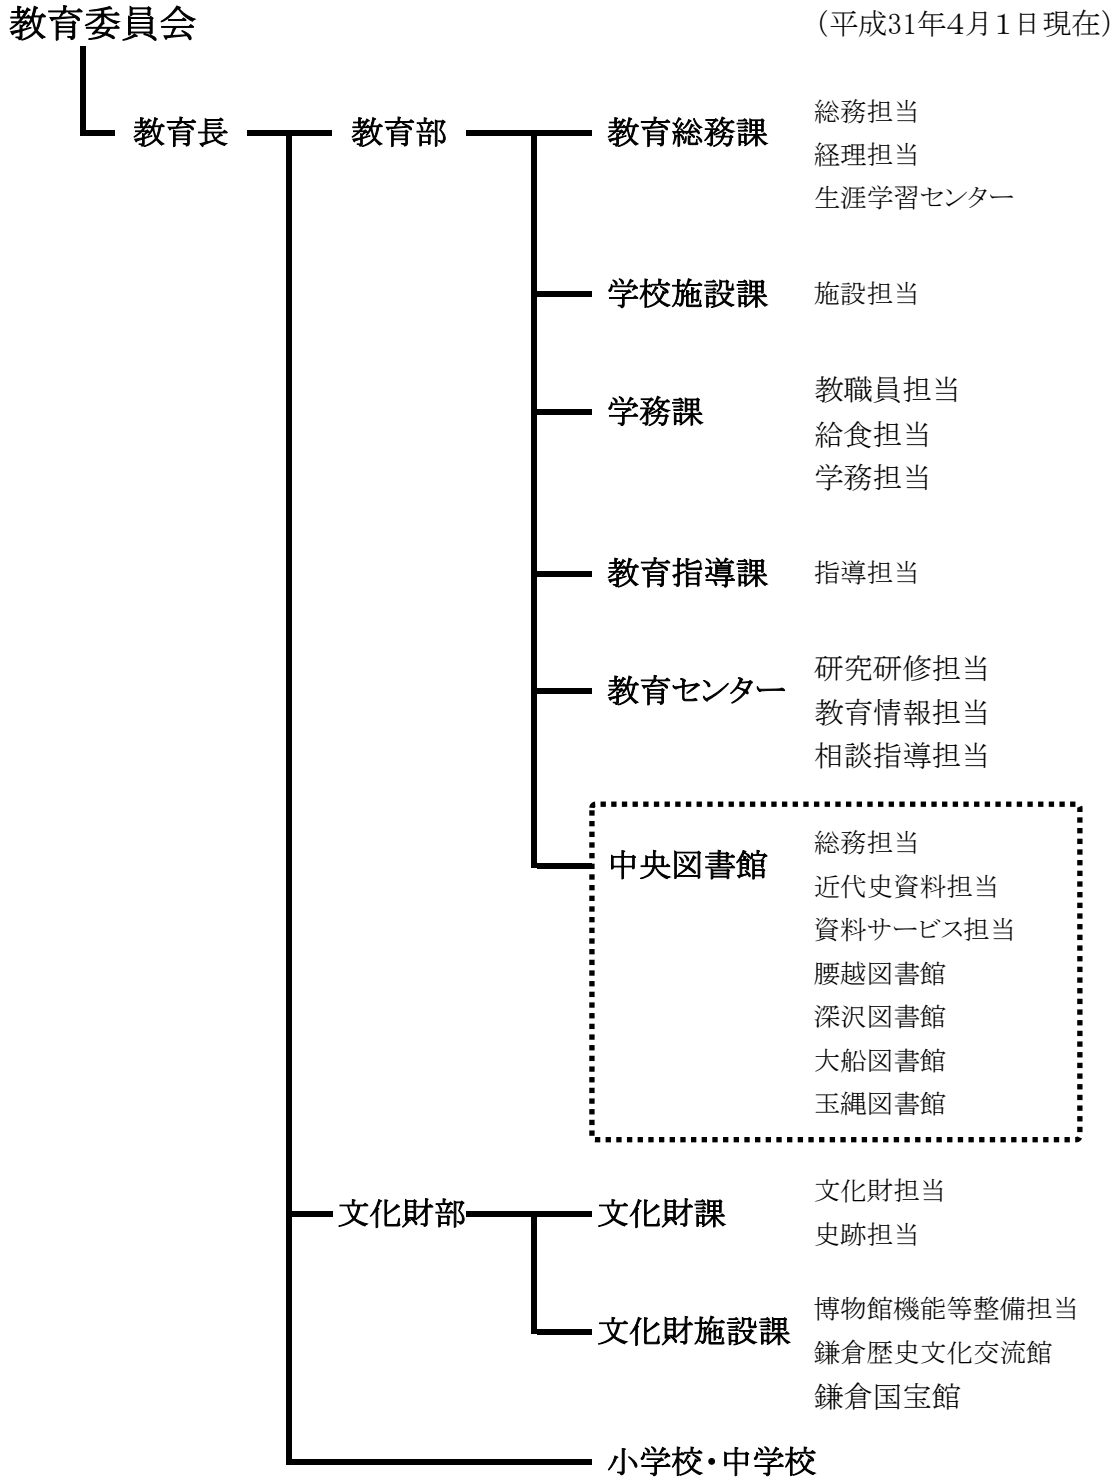 教育委員会
（平成31年４月１日現在）
教育長
教育部
教育総務課
総務担当
経理担当
生涯学習センター
学校施設課
施設担当
学務課
教職員担当
給食担当
学務担当
教育指導課
指導担当
教育センター
研究研修担当
教育情報担当
相談指導担当
中央図書館
総務担当
近代史資料担当
資料サービス担当
腰越図書館
深沢図書館
大船図書館
玉縄図書館
文化財部
文化財課
文化財担当
史跡担当
文化財施設課
博物館機能等整備担当
鎌倉歴史文化交流館
鎌倉国宝館
小学校・中学校